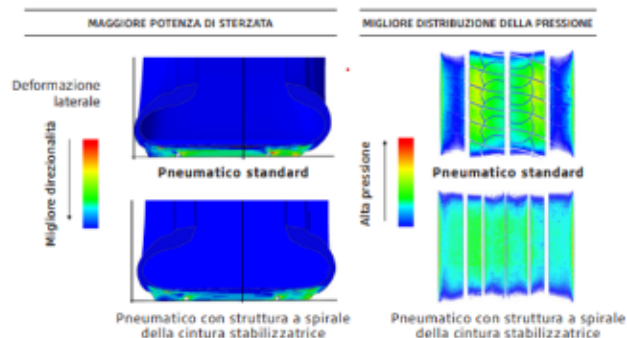 MAGGIORE POTENZA DI STERZATA
MIGLIORE DISTRIBUZIONE DELLA PRESSIONE
Deformazione
laterale
Migliore direzionalità
Pneumatico standard
Pneumatico con struttura a spirale
della cintura stabilizzatrice
Alta pressione
Pneumatico standard
Pneumatico con struttura a spirale
della cintura stabilizzatrice